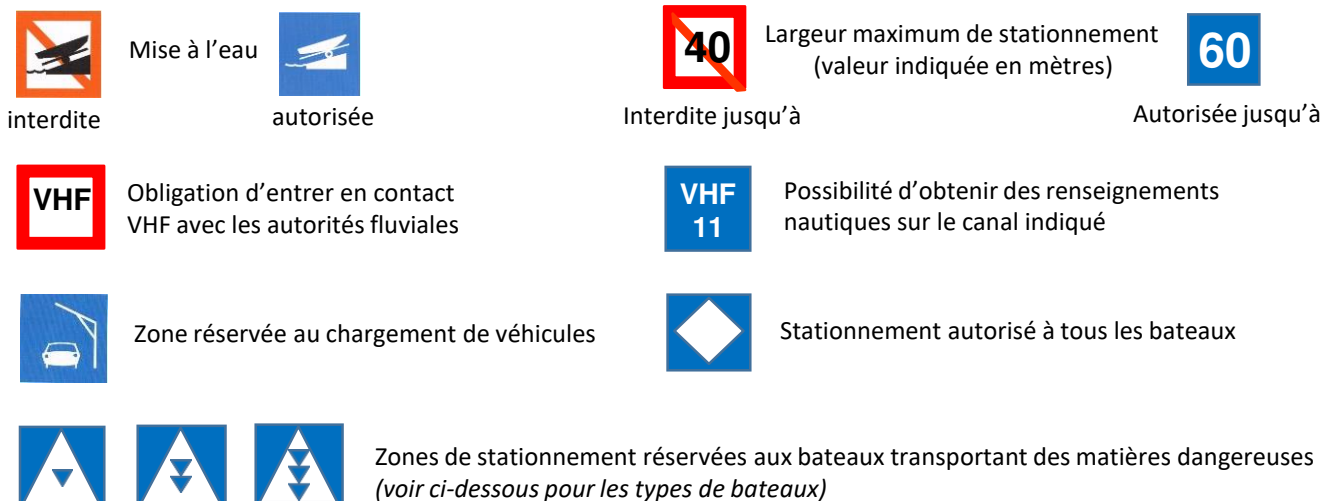 Mise à l’eau
interdite
autorisée
40
Largeur maximum de stationnement
(valeur indiquée en mètres)
60
Interdite jusqu’à
Autorisée jusqu’à
VHF
Obligation d’entrer en contact
VHF avec les autorités fluviales
VHF
11
Possibilité d’obtenir des renseignements
nautiques sur le canal indiqué
Zone réservée au chargement de véhicules
Stationnement autorisé à tous les bateaux
Zones de stationnement réservées aux bateaux transportant des matières dangereuses
(voir ci-dessous pour les types de bateaux)